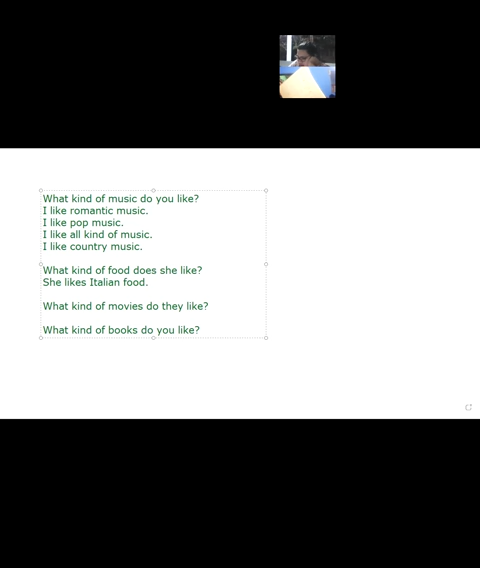 What kind of music do you like?
I like romantic music.
I like pop music.
I like all kind of music.
I like country music.
What kind of food does she like?
She likes Italian food.
What kind of movies do they like?
What kind of books do you like?